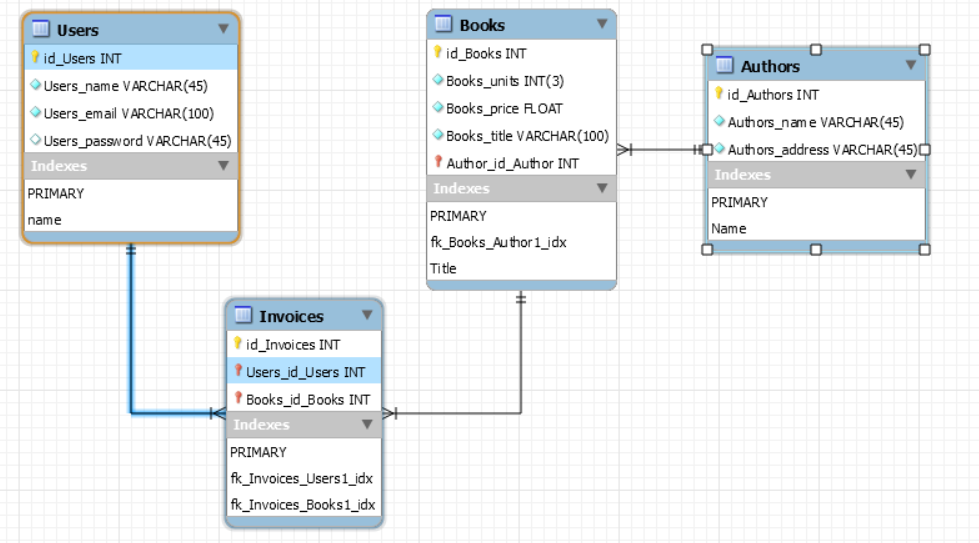 Users
id_Users INT
Users_name VARCHAR(45)
Users_email VARCHAR(100)
Users_password VARCHAR(45)
Indexes
PRIMARY
name
Books
id_Books INT
Books_units INT(3)
Books_price FLOAT
Books_title VARCHAR(100)
Author_id_Author INT
Indexes
PRIMARY
fk_Books_Author1_idx
Title
Authors
id_Authors INT
Authors_name VARCHAR(45)
Authors_address VARCHAR(45)
Indexes
PRIMARY
Name
Invoices
id_Invoices INT
Users_id_Users INT
Books_id_Books INT
Indexes
PRIMARY
fk_Invoices_Users1_idx
fk_Invoices_Books1_idx